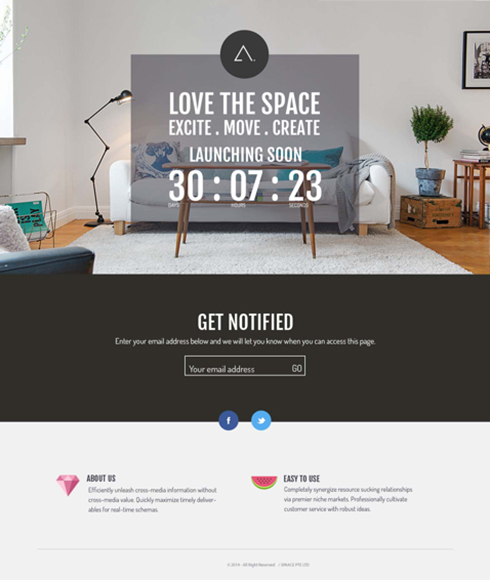 LOVE THE SPACE
EXCITE . MOVE . CREATE
LAUNCHING SOON
30 : 07 : 23
DAYS HOURS SECONDS
GET NOTIFIED
Enter your email address below and we will let you know when you can access this page.
Your email address GO
f
ABOUT US
Efficiently unleash cross-media information without
cross-media value. Quickly maximize timely deliver-
ables for real-time schemas.
EASY TO USE
Completely synergize resource sucking relationships
via premier niche markets. Professionally cultivate
customer service with robust ideas.
© 2014 - All Right Reserved